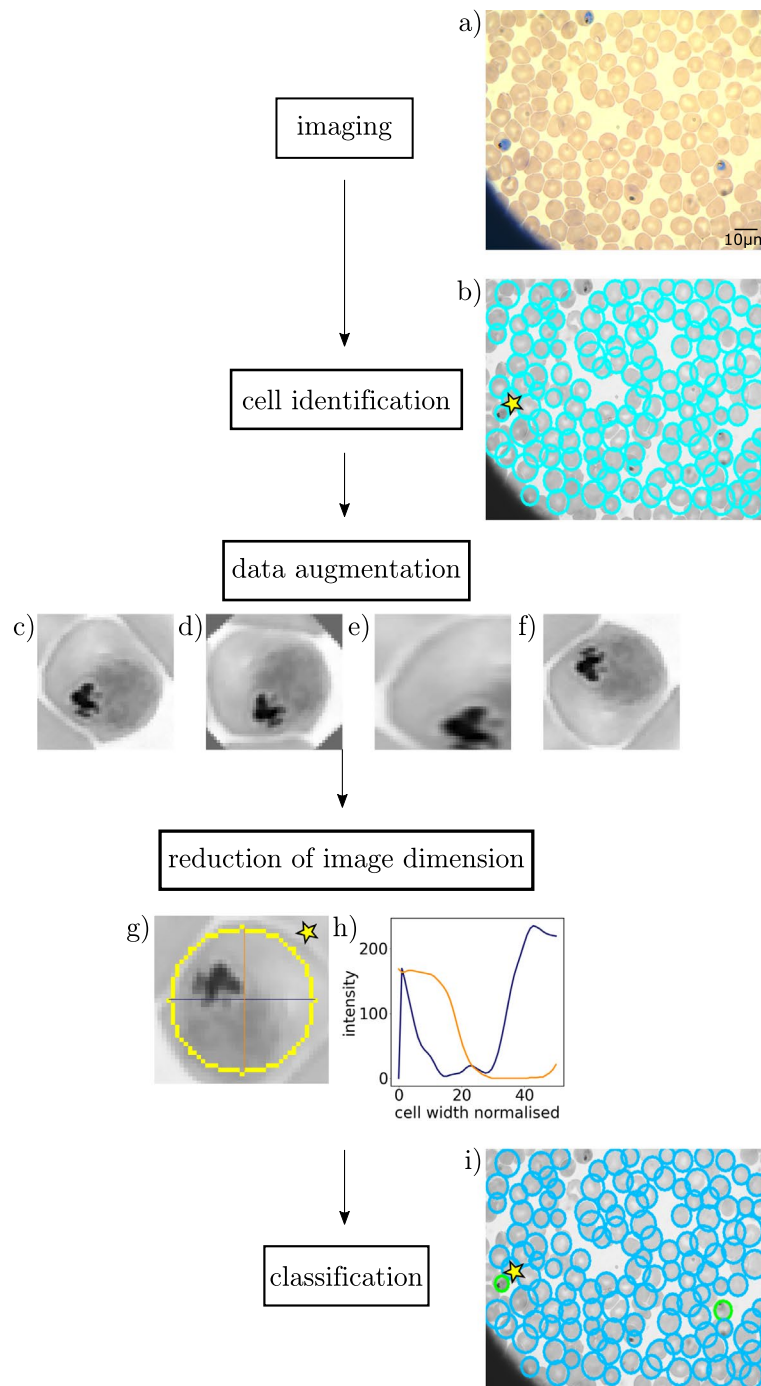 a)
imaging
10μm
b)
cell identification
data augmentation
c)
d)
e)
f)
reduction of image dimension
g)
h)
200
100
0
intensity
0 20 40
cell width normalised
i)
classification